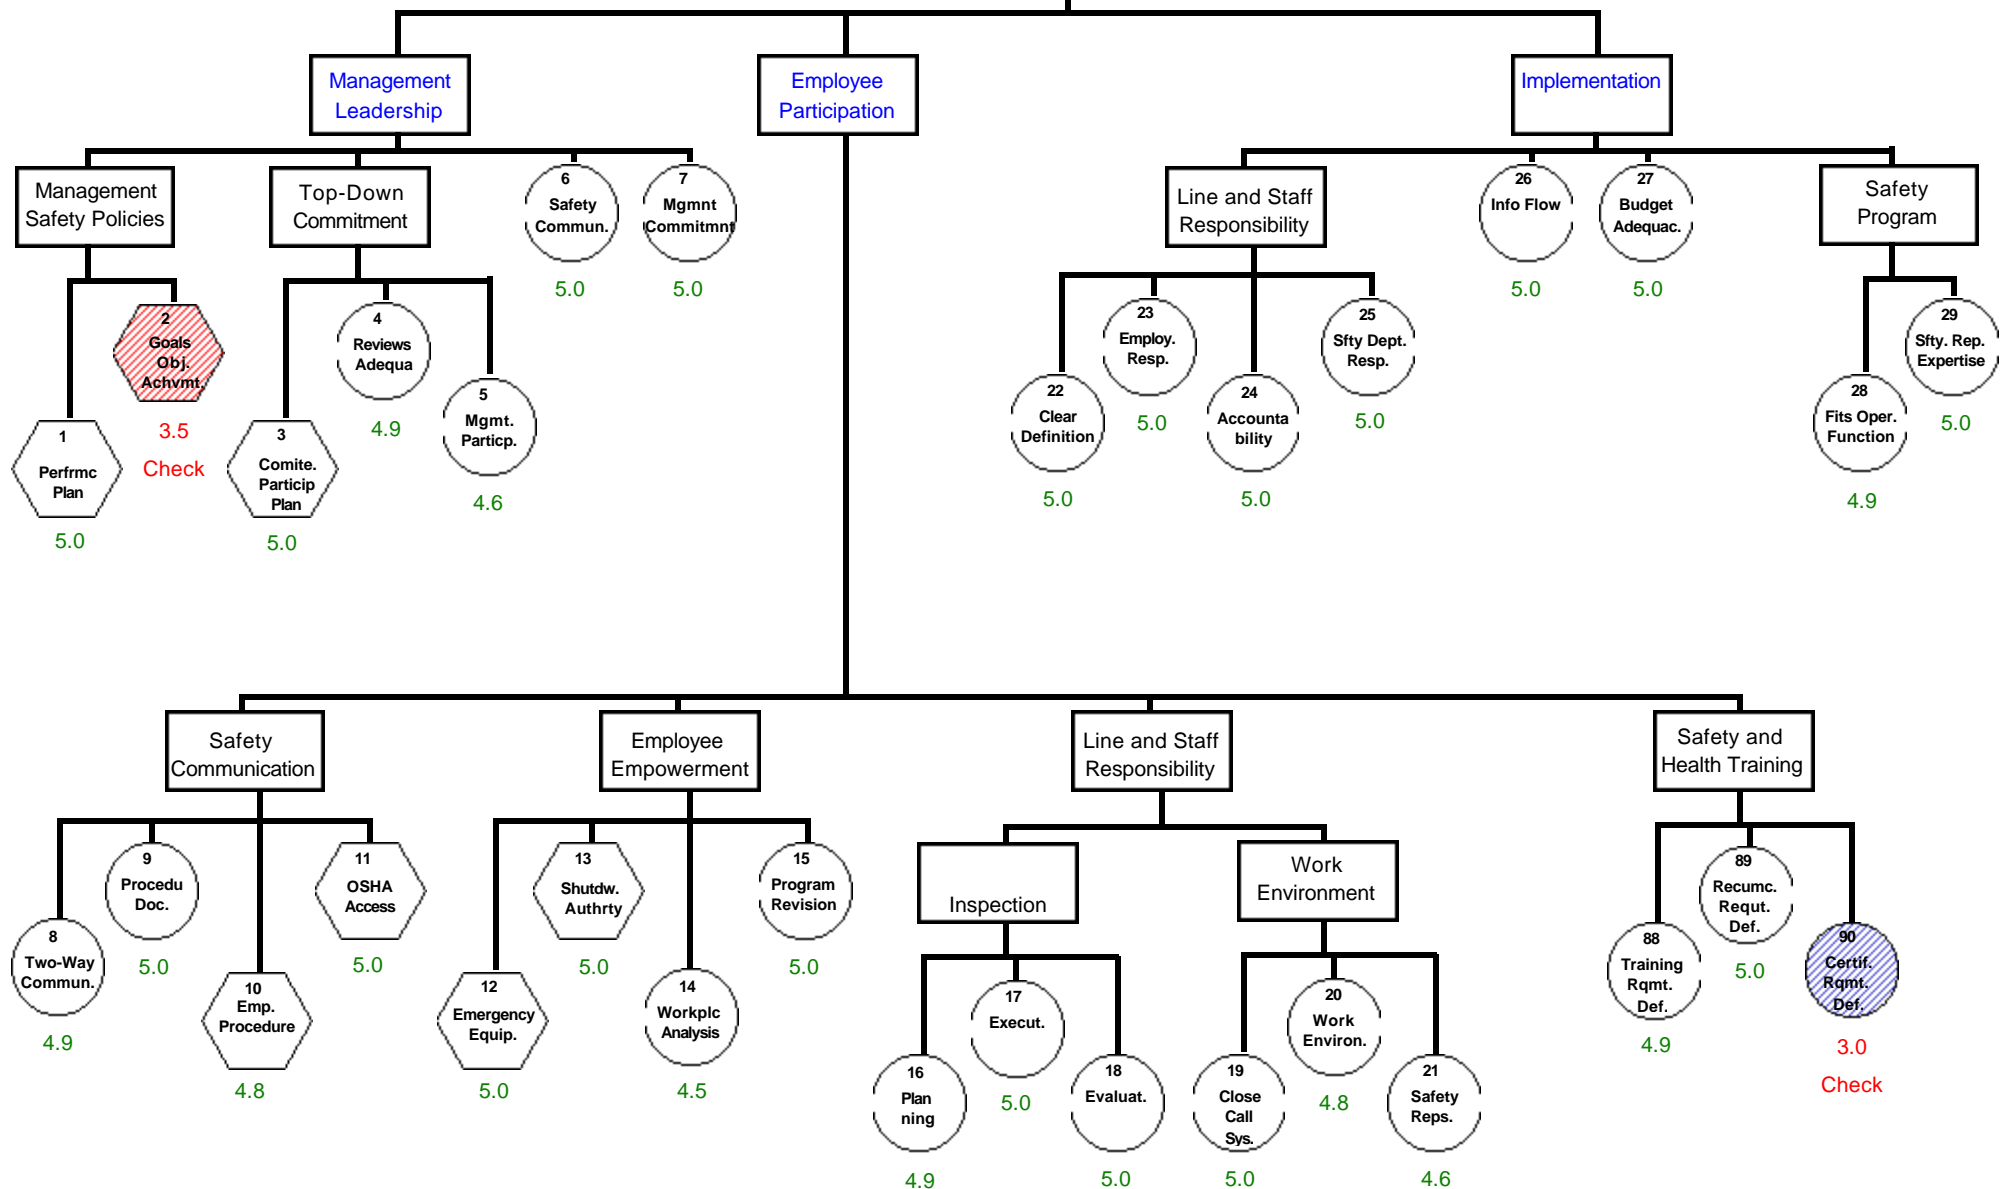 Management
Leadership
Employee
Participation
Implementation
Management
Safety Policies
Top-Down
Commitment
6
Safety
Commun.
5.0
7
Mgmnt
Commitmnt
5.0
Line and Staff
Responsibility
26
Info Flow
5.0
27
Budget
Adequac.
5.0
Safety
Program
1
Perfrmc
Plan
5.0
2
Goals
Obj.
Achvmt.
3.5
Check
3
Comite.
Particip
Plan
5.0
4
Reviews
Adequa
4.9
5
Mgmt.
Particp.
4.6
22
Clear
Definition
5.0
23
Employ.
Resp.
5.0
24
Accounta
bility
5.0
25
Sfty Dept.
Resp.
5.0
28
Fits Oper.
Function
4.9
29
Sfty. Rep.
Expertise
5.0
Safety
Communication
Employee
Empowerment
Line and Staff
Responsibility
Safety and
Health Training
8
Two-Way
Commun.
4.9
9
Procedu
Doc.
5.0
10
Emp.
Procedure
4.8
11
OSHA
Access
5.0
12
Emergency
Equip.
5.0
13
Shutdw.
Authrty
5.0
14
Workplc
Analysis
4.5
15
Program
Revision
5.0
Inspection
Work
Environment
16
Plan
ning
4.9
17
Execut.
5.0
18
Evaluat.
5.0
19
Close
Call
Sys.
5.0
20
Work
Environ.
4.8
21
Safety
Reps.
4.6
88
Training
Rqmt.
Def.
4.9
89
Recumc.
Requt.
Def.
5.0
90
Certif.
Rqmt.
Def.
3.0
Check